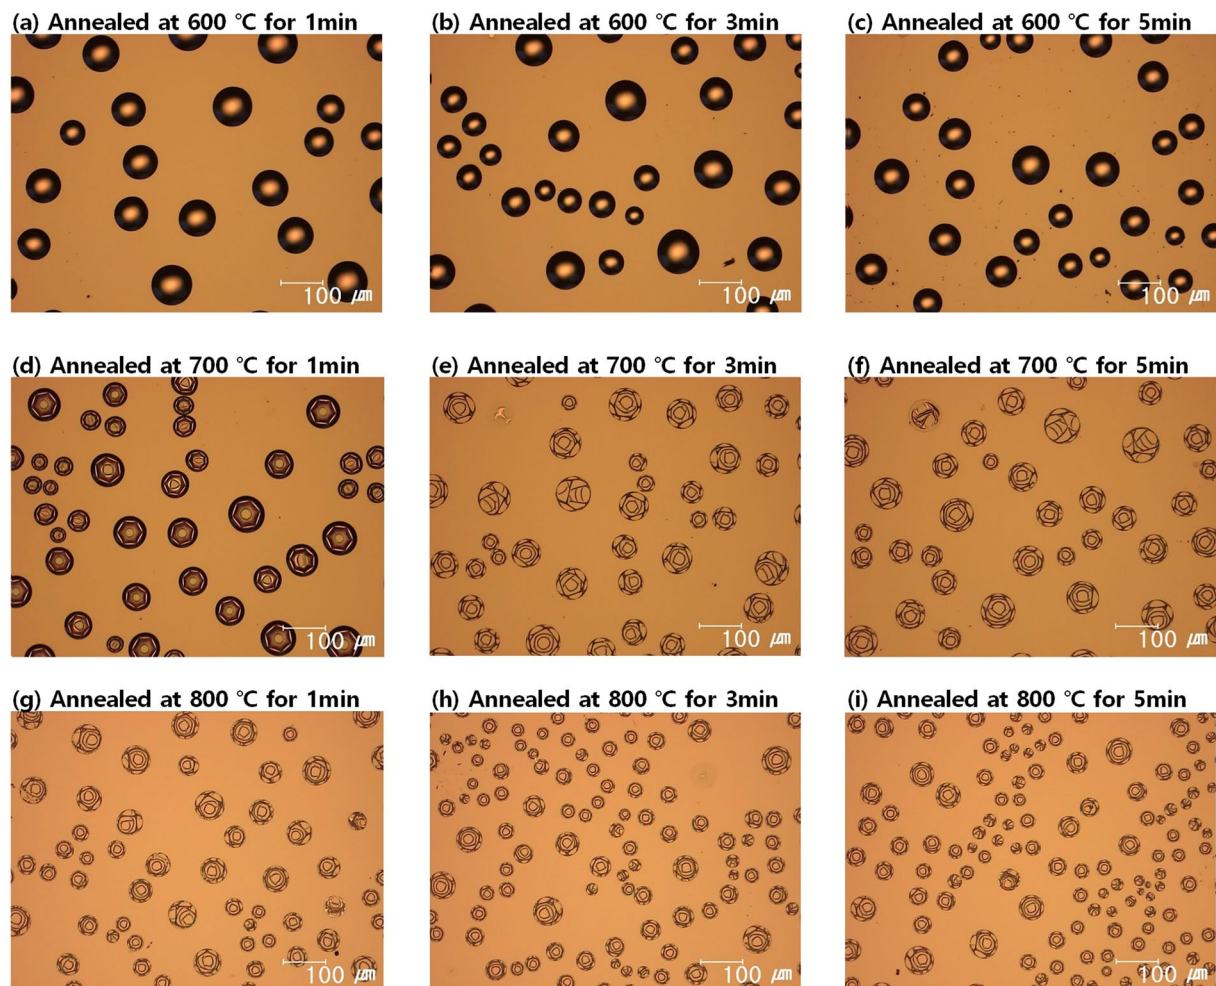 (a) Annealed at 600 ℃ for 1min
(b) Annealed at 600 ℃ for 3min
(c) Annealed at 600 ℃ for 5min
100 μm
100 μm
100 μm
(d) Annealed at 700 ℃ for 1min
(e) Annealed at 700 ℃ for 3min
(f) Annealed at 700 ℃ for 5min
100 μm
100 μm
100 μm
(g) Annealed at 800 ℃ for 1min
(h) Annealed at 800 ℃ for 3min
(i) Annealed at 800 ℃ for 5min
100 μm
100 μm
100 μm